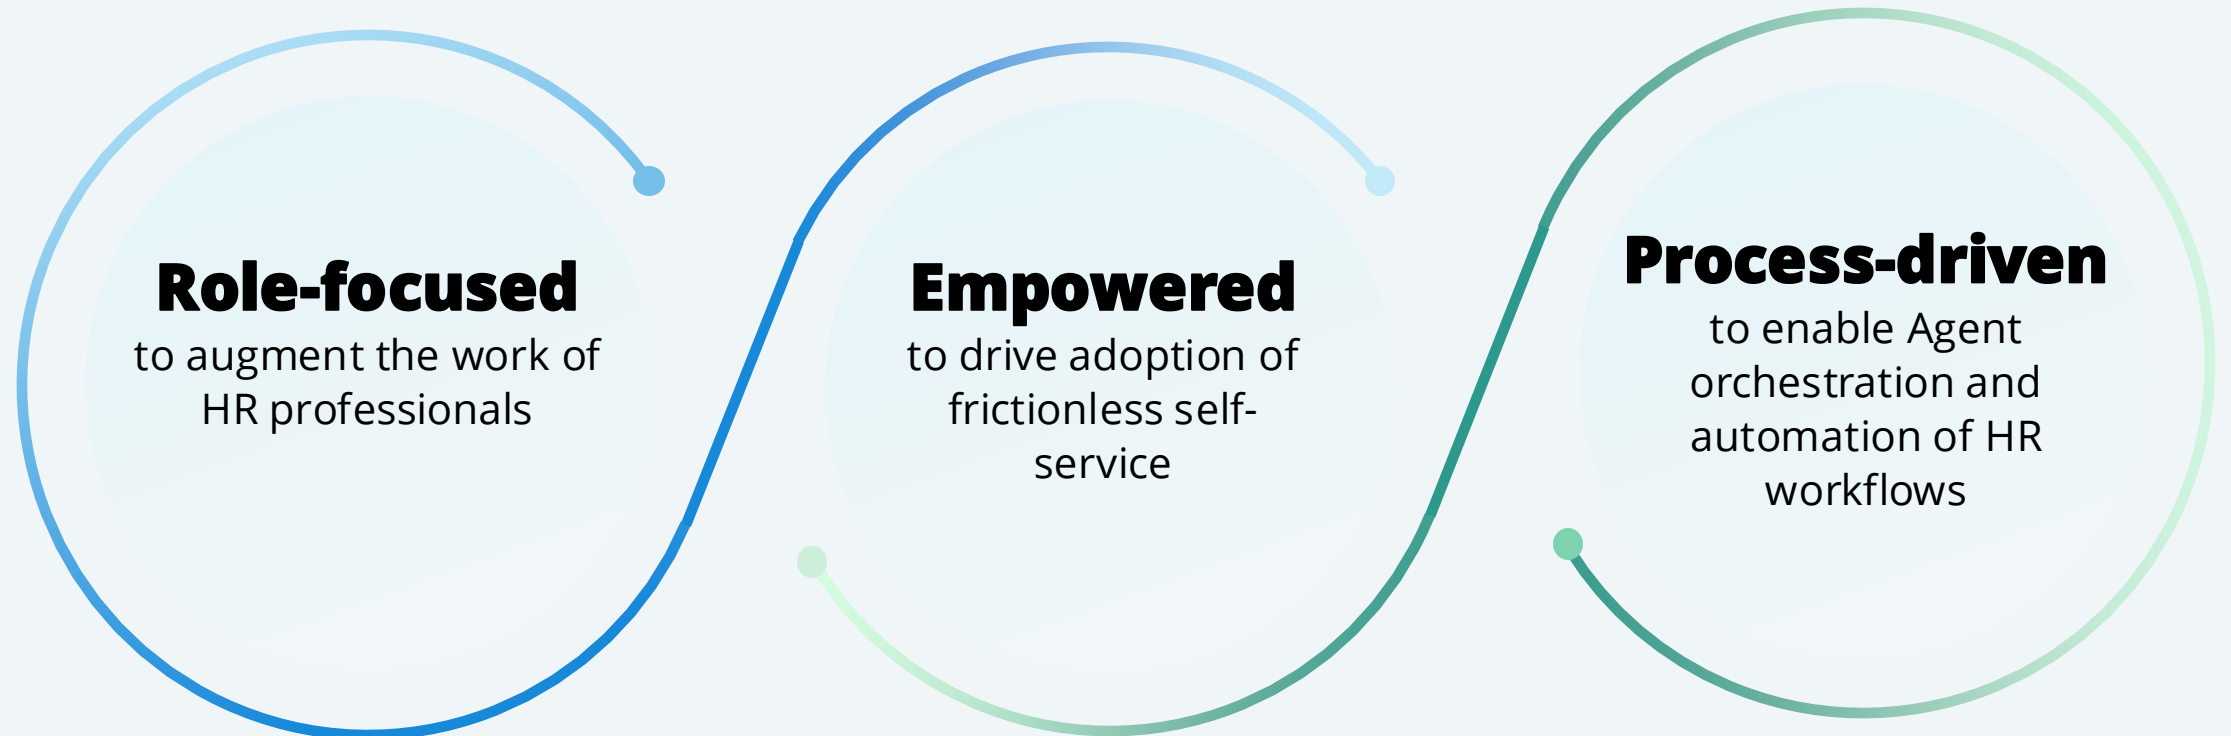 Role-focused
to augment the work of
HR professionals
Empowered
to drive adoption of
frictionless self-
service
Process-driven
to enable Agent
orchestration and
automation of HR
workflows